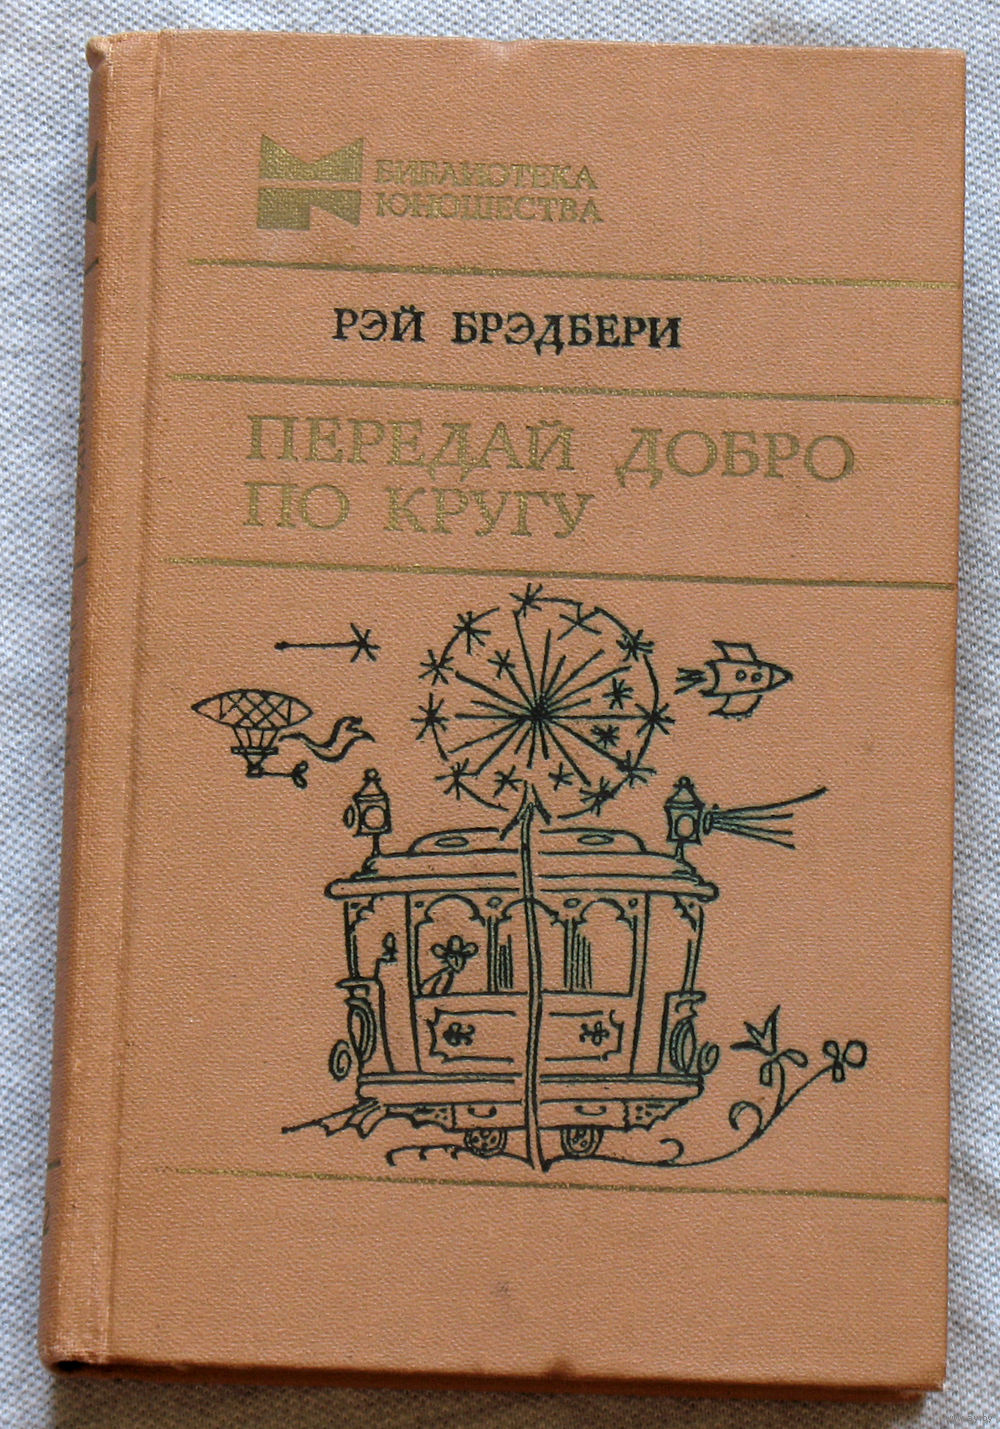 БИБЛИОТЕКА
ЮНОШЕСТВА
РЭЙ БРЭДБЕРИ
ПЕРЕДАЙ ДОБРО
ПО КРУГУ